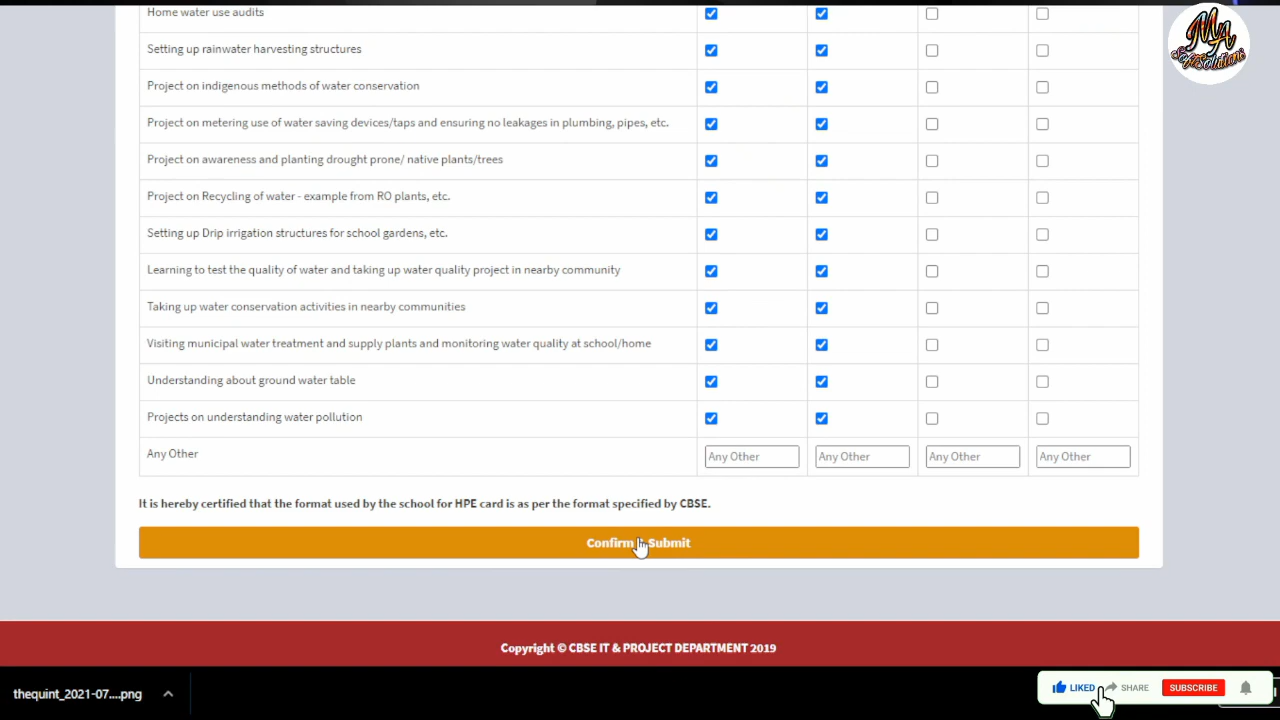 Home water use audits
Setting up rainwater harvesting structures
Project on indigenous methods of water conservation
Project on metering use of water saving devices/taps and ensuring no leakages in plumbing, pipes, etc.
Project on awareness and planting drought prone/ native plants/trees
Project on Recycling of water - example from RO plants, etc.
Setting up Drip irrigation structures for school gardens, etc.
Learning to test the quality of water and taking up water quality project in nearby community
Taking up water conservation activities in nearby communities
Visiting municipal water treatment and supply plants and monitoring water quality at school/home
Understanding about ground water table
Projects on understanding water pollution
Any Other Any Other Any Other Any Other Any Other
It is hereby certified that the format used by the school for HPE card is as per the format specified by CBSE.
Confirm Submit
Copyright © CBSE IT & PROJECT DEPARTMENT 2019
thequint_2021-07....png
LIKED SHARE SUBSCRIBE